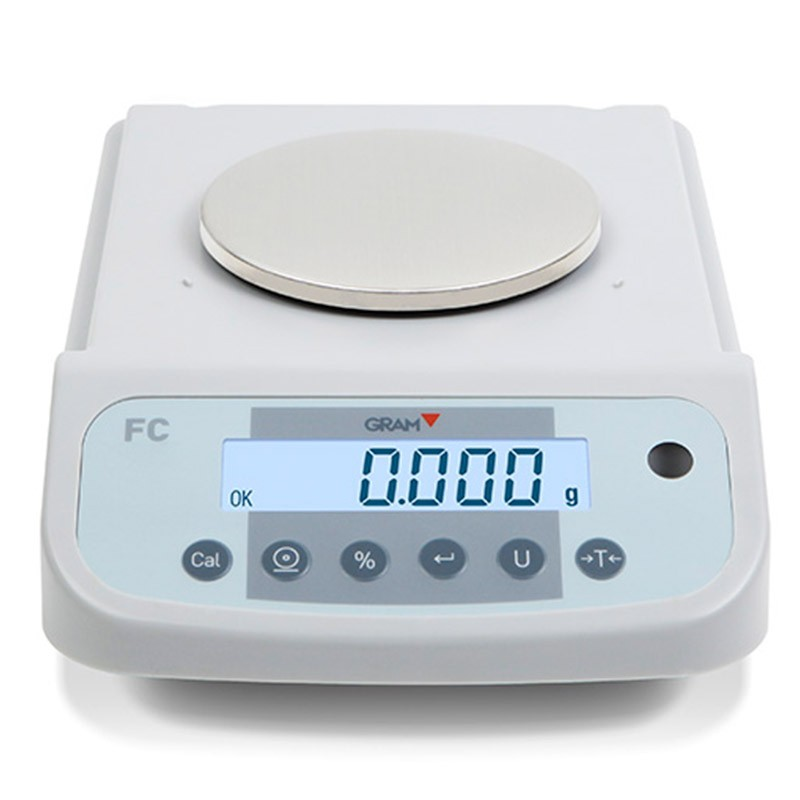 FC
GRAM
0.000 g
OK
Cal % ↵ U →T←